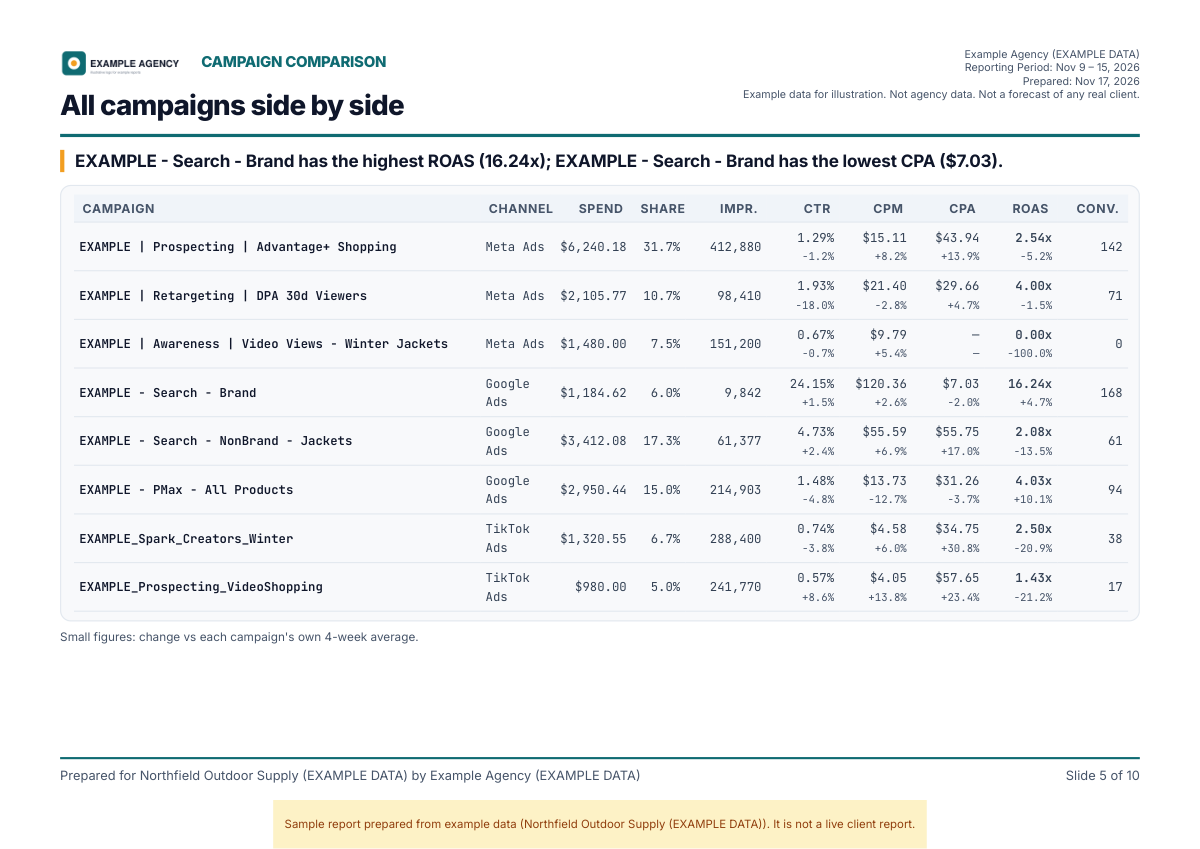 EXAMPLE AGENCY
CAMPAIGN COMPARISON
All campaigns side by side
Example Agency (EXAMPLE DATA)
Reporting Period: Nov 9 – 15, 2026
Prepared: Nov 17, 2026
Example data for illustration. Not agency data. Not a forecast of any real client.
EXAMPLE - Search - Brand has the highest ROAS (16.24x); EXAMPLE - Search - Brand has the lowest CPA ($7.03).
CAMPAIGN CHANNEL SPEND SHARE IMPR. CTR CPM CPA ROAS CONV.
EXAMPLE | Prospecting | Advantage+ Shopping Meta Ads $6,240.18 31.7% 412,880 1.29% $15.11 $43.94 2.54x 142
-1.2% +8.2% +13.9% -5.2%
EXAMPLE | Retargeting | DPA 30d Viewers Meta Ads $2,105.77 10.7% 98,410 1.93% $21.40 $29.66 4.00x 71
-18.0% -2.8% +4.7% -1.5%
EXAMPLE | Awareness | Video Views - Winter Jackets Meta Ads $1,480.00 7.5% 151,200 0.67% $9.79 — 0.00x 0
-0.7% +5.4% — -100.0%
EXAMPLE - Search - Brand Google Ads $1,184.62 6.0% 9,842 24.15% $120.36 $7.03 16.24x 168
+1.5% +2.6% -2.0% +4.7%
EXAMPLE - Search - NonBrand - Jackets Google Ads $3,412.08 17.3% 61,377 4.73% $55.59 $55.75 2.08x 61
+2.4% +6.9% +17.0% -13.5%
EXAMPLE - PMax - All Products Google Ads $2,950.44 15.0% 214,903 1.48% $13.73 $31.26 4.03x 94
-4.8% -12.7% -3.7% +10.1%
EXAMPLE_Spark_Creators_Winter TikTok Ads $1,320.55 6.7% 288,400 0.74% $4.58 $34.75 2.50x 38
-3.8% +6.0% +30.8% -20.9%
EXAMPLE_Prospecting_VideoShopping TikTok Ads $980.00 5.0% 241,770 0.57% $4.05 $57.65 1.43x 17
+8.6% +13.8% +23.4% -21.2%
Small figures: change vs each campaign's own 4-week average.
Prepared for Northfield Outdoor Supply (EXAMPLE DATA) by Example Agency (EXAMPLE DATA)
Slide 5 of 10
Sample report prepared from example data (Northfield Outdoor Supply (EXAMPLE DATA)). It is not a live client report.